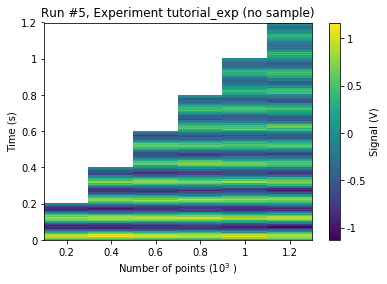 Run #5, Experiment tutorial_exp (no sample)
1.2
1
0.8
0.6
0.4
0.2
0
Time (s)
0.2 0.4 0.6 0.8 1 1.2
Number of points (10³ )
1
0.5
0
-0.5
-1
Signal (V)